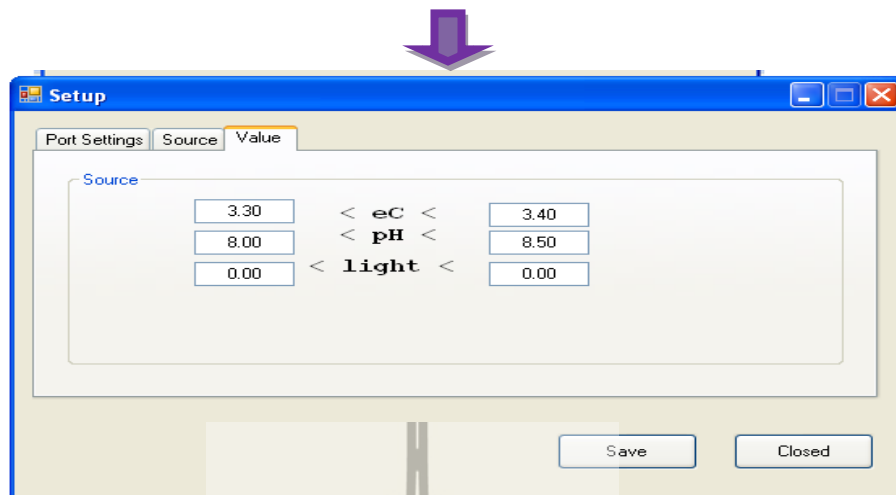 Setup
Port Settings Source Value
Source
3.30 < eC < 3.40
8.00 < pH < 8.50
0.00 < light < 0.00
Save Closed